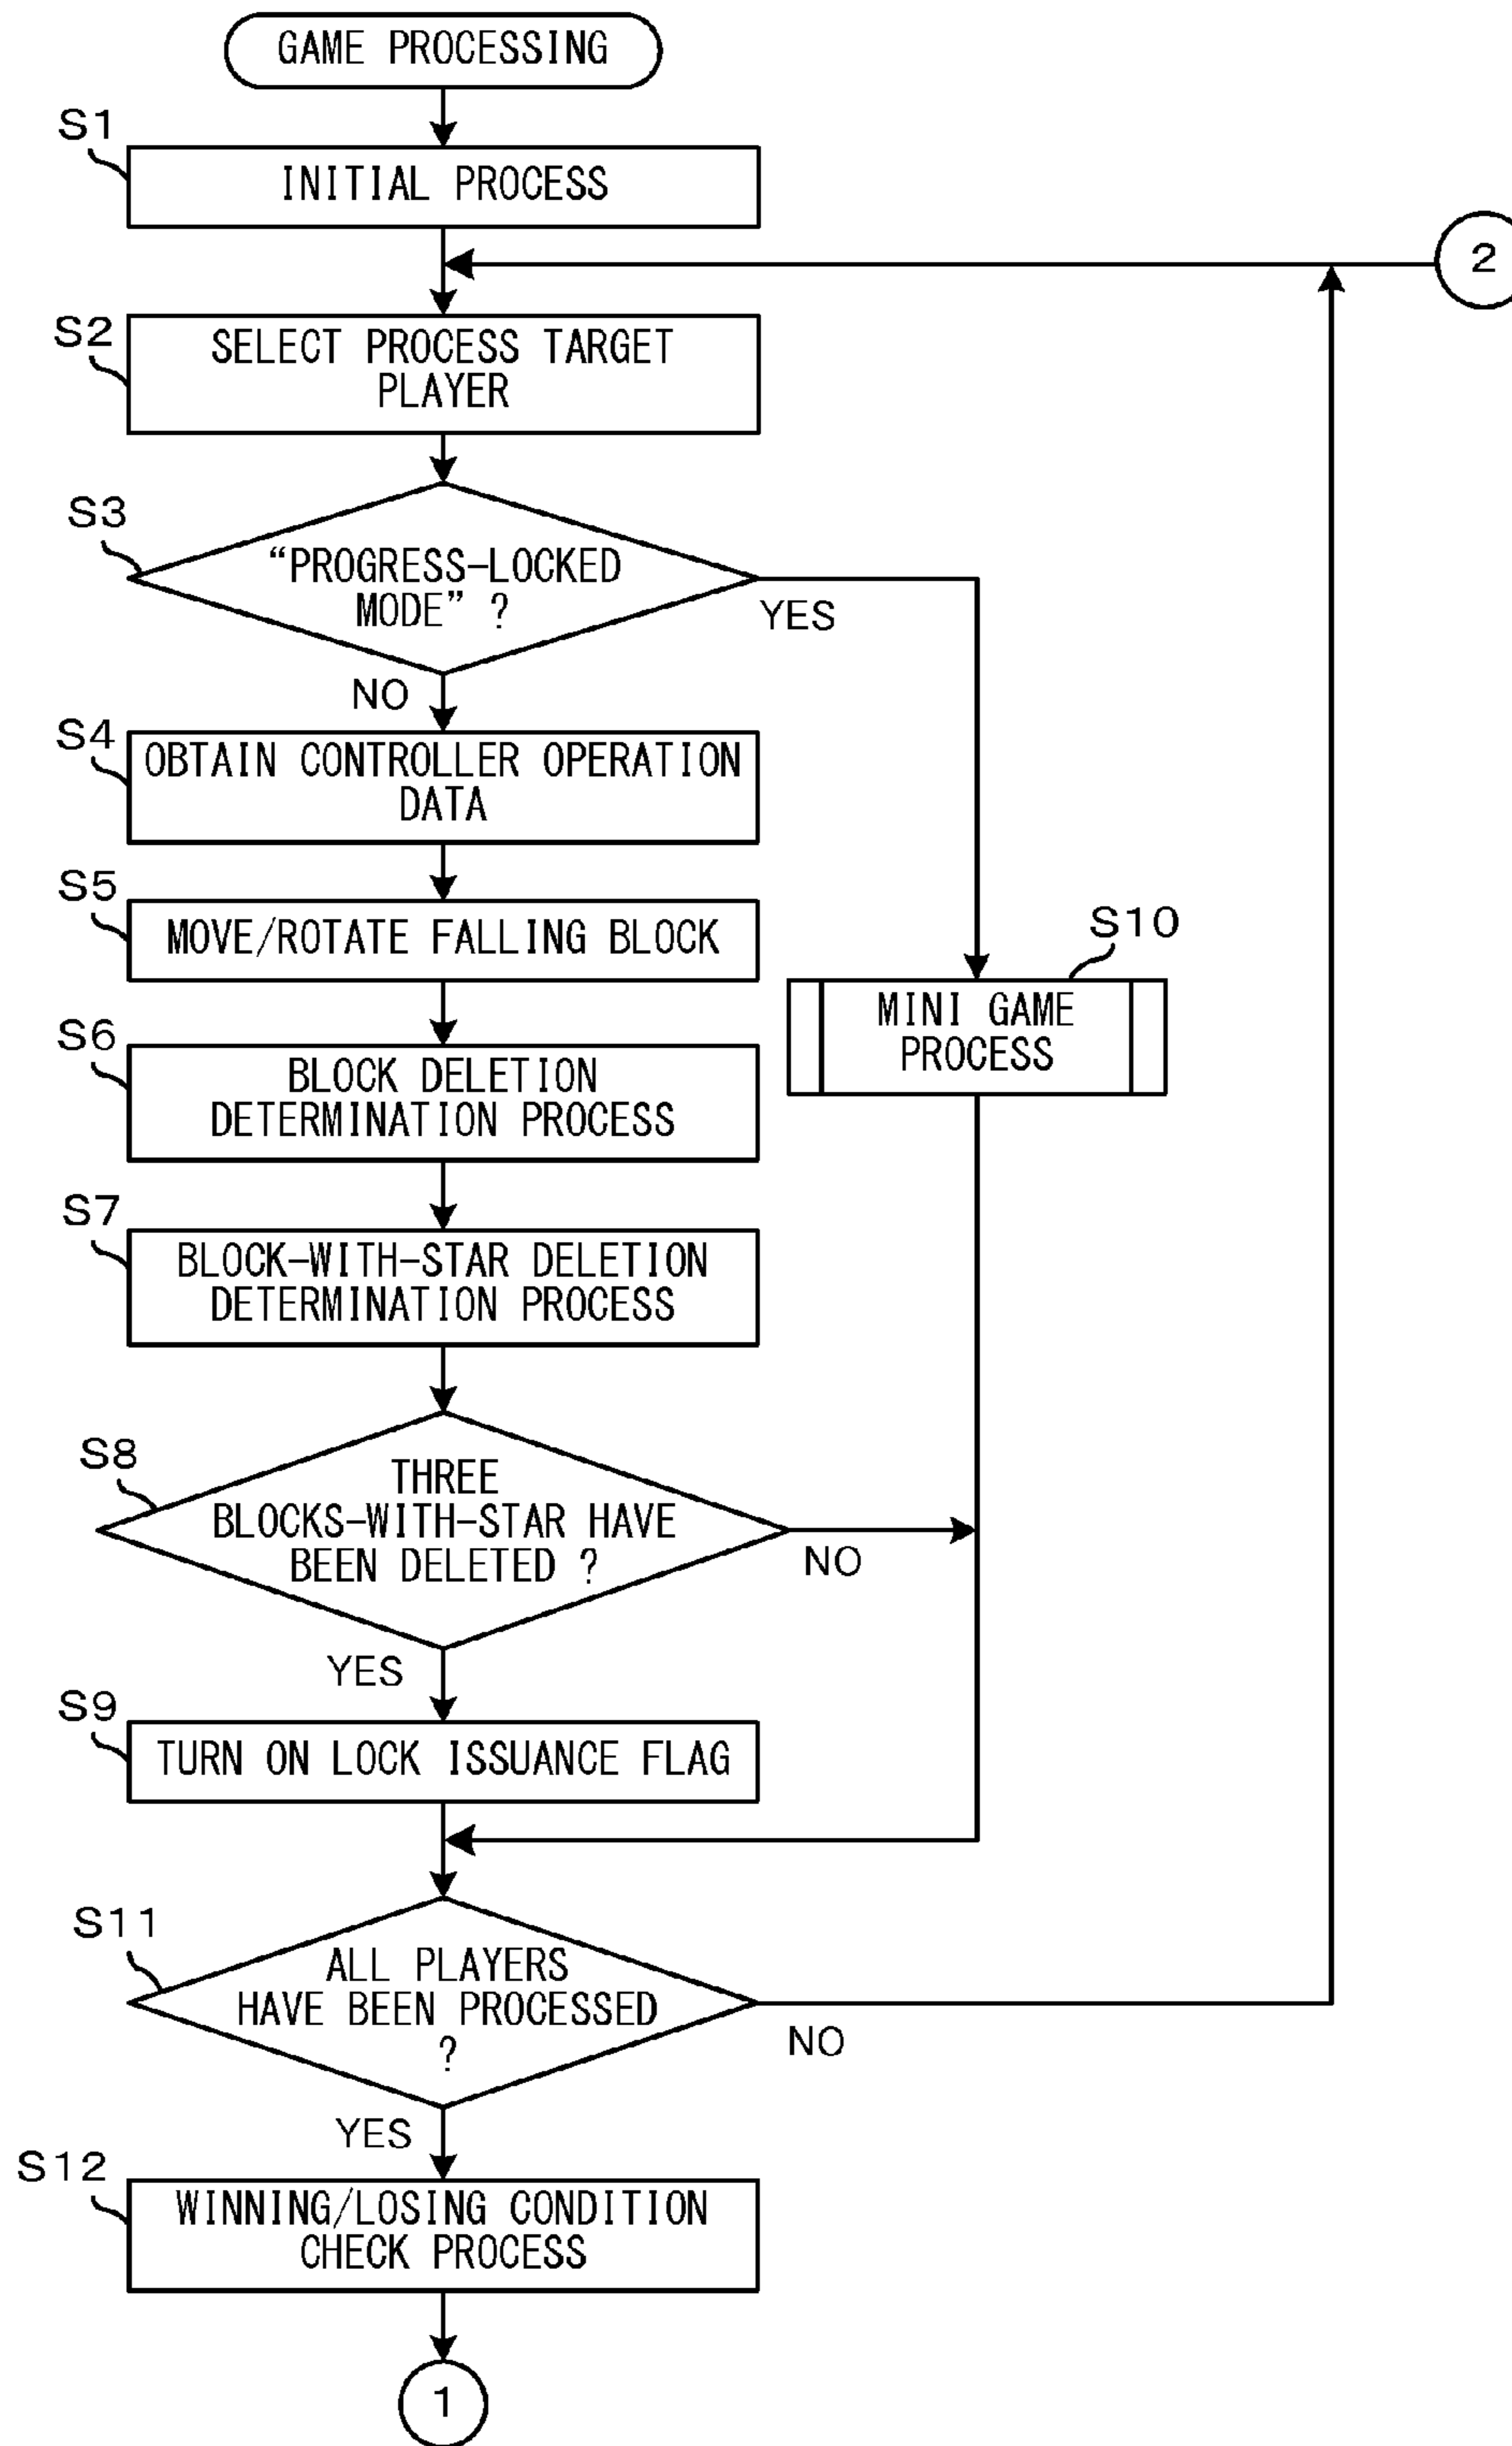 GAME PROCESSING
S1
INITIAL PROCESS
2
S2
SELECT PROCESS TARGET
PLAYER
S3
“PROGRESS-LOCKED
MODE” ?
YES
NO
S4
OBTAIN CONTROLLER OPERATION
DATA
S5
MOVE/ROTATE FALLING BLOCK
S10
MINI GAME
PROCESS
S6
BLOCK DELETION
DETERMINATION PROCESS
S7
BLOCK-WITH-STAR DELETION
DETERMINATION PROCESS
S8
THREE
BLOCKS-WITH-STAR HAVE
BEEN DELETED ?
NO
YES
S9
TURN ON LOCK ISSUANCE FLAG
S11
ALL PLAYERS
HAVE BEEN PROCESSED
?
NO
YES
S12
WINNING/LOSING CONDITION
CHECK PROCESS
1